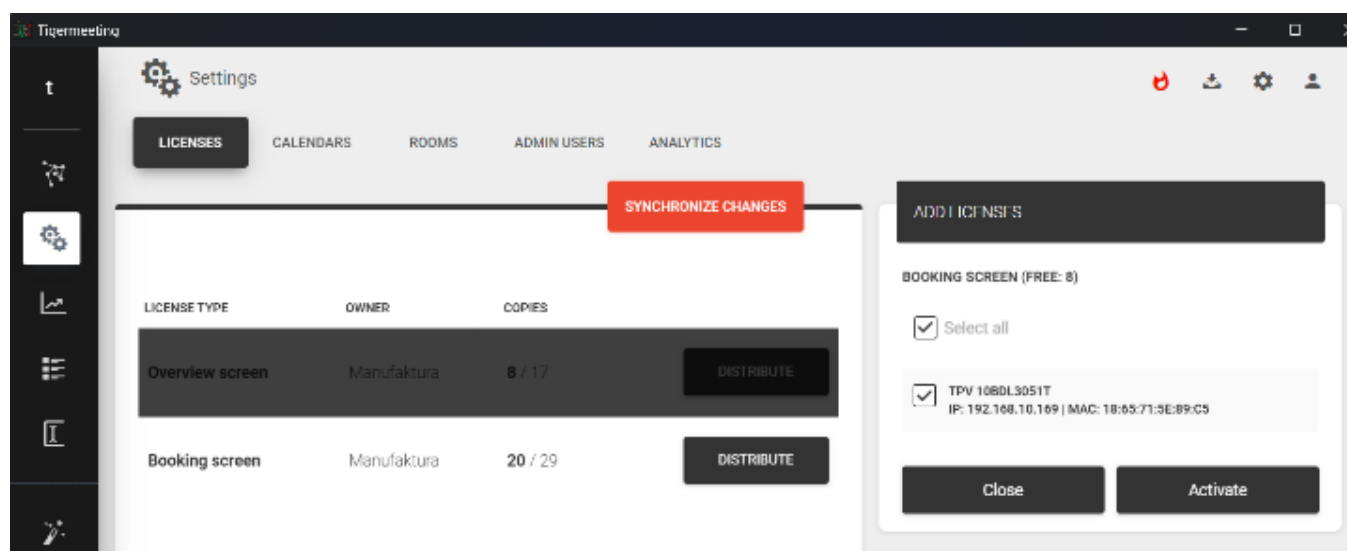 Tigermeeting
t
Settings
LICENSES CALENDARS ROOMS ADMIN USERS ANALYTICS
SYNCHRONIZE CHANGES
ADD LICENSES
BOOKING SCREEN (FREE: 8)
LICENSE TYPE OWNER COPIES
Select all
Overview screen Manufaktura 8 / 17 DISTRIBUTE
TPV 10BDL3051T
IP: 192.168.10.169 | MAC: 18:65:71:5E:89:C5
Booking screen Manufaktura 20 / 29 DISTRIBUTE
Close Activate